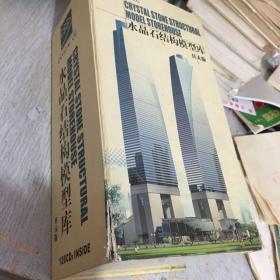 CRYSTAL STONE STRUCTURAL
MODEL STOREHOUSE
水晶石结构模型库
水晶石结构模型库
CRYSTAL STONE STRUCTURAL
MODEL STOREHOUSE
120CDs INSIDE